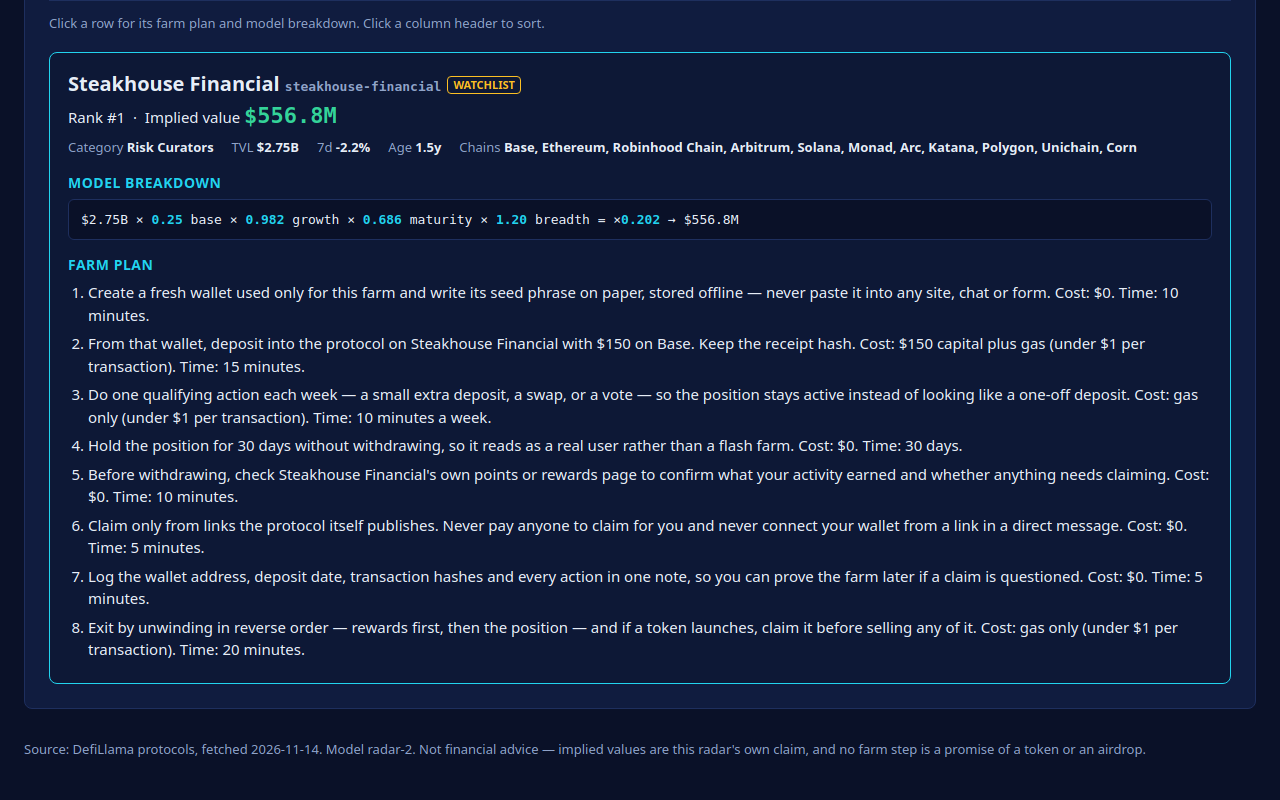 Click a row for its farm plan and model breakdown. Click a column header to sort.
Steakhouse Financial steakhouse-financial WATCHLIST
Rank #1 · Implied value $556.8M
Category Risk Curators TVL $2.75B 7d -2.2% Age 1.5y Chains Base, Ethereum, Robinhood Chain, Arbitrum, Solana, Monad, Arc, Katana, Polygon, Unichain, Corn
MODEL BREAKDOWN
$2.75B × 0.25 base × 0.982 growth × 0.686 maturity × 1.20 breadth = ×0.202 → $556.8M
FARM PLAN
1. Create a fresh wallet used only for this farm and write its seed phrase on paper, stored offline — never paste it into any site, chat or form. Cost: $0. Time: 10
minutes.
2. From that wallet, deposit into the protocol on Steakhouse Financial with $150 on Base. Keep the receipt hash. Cost: $150 capital plus gas (under $1 per
transaction). Time: 15 minutes.
3. Do one qualifying action each week — a small extra deposit, a swap, or a vote — so the position stays active instead of looking like a one-off deposit. Cost: gas
only (under $1 per transaction). Time: 10 minutes a week.
4. Hold the position for 30 days without withdrawing, so it reads as a real user rather than a flash farm. Cost: $0. Time: 30 days.
5. Before withdrawing, check Steakhouse Financial's own points or rewards page to confirm what your activity earned and whether anything needs claiming. Cost:
$0. Time: 10 minutes.
6. Claim only from links the protocol itself publishes. Never pay anyone to claim for you and never connect your wallet from a link in a direct message. Cost: $0.
Time: 5 minutes.
7. Log the wallet address, deposit date, transaction hashes and every action in one note, so you can prove the farm later if a claim is questioned. Cost: $0. Time: 5
minutes.
8. Exit by unwinding in reverse order — rewards first, then the position — and if a token launches, claim it before selling any of it. Cost: gas only (under $1 per
transaction). Time: 20 minutes.
Source: DefiLlama protocols, fetched 2026-11-14. Model radar-2. Not financial advice — implied values are this radar's own claim, and no farm step is a promise of a token or an airdrop.